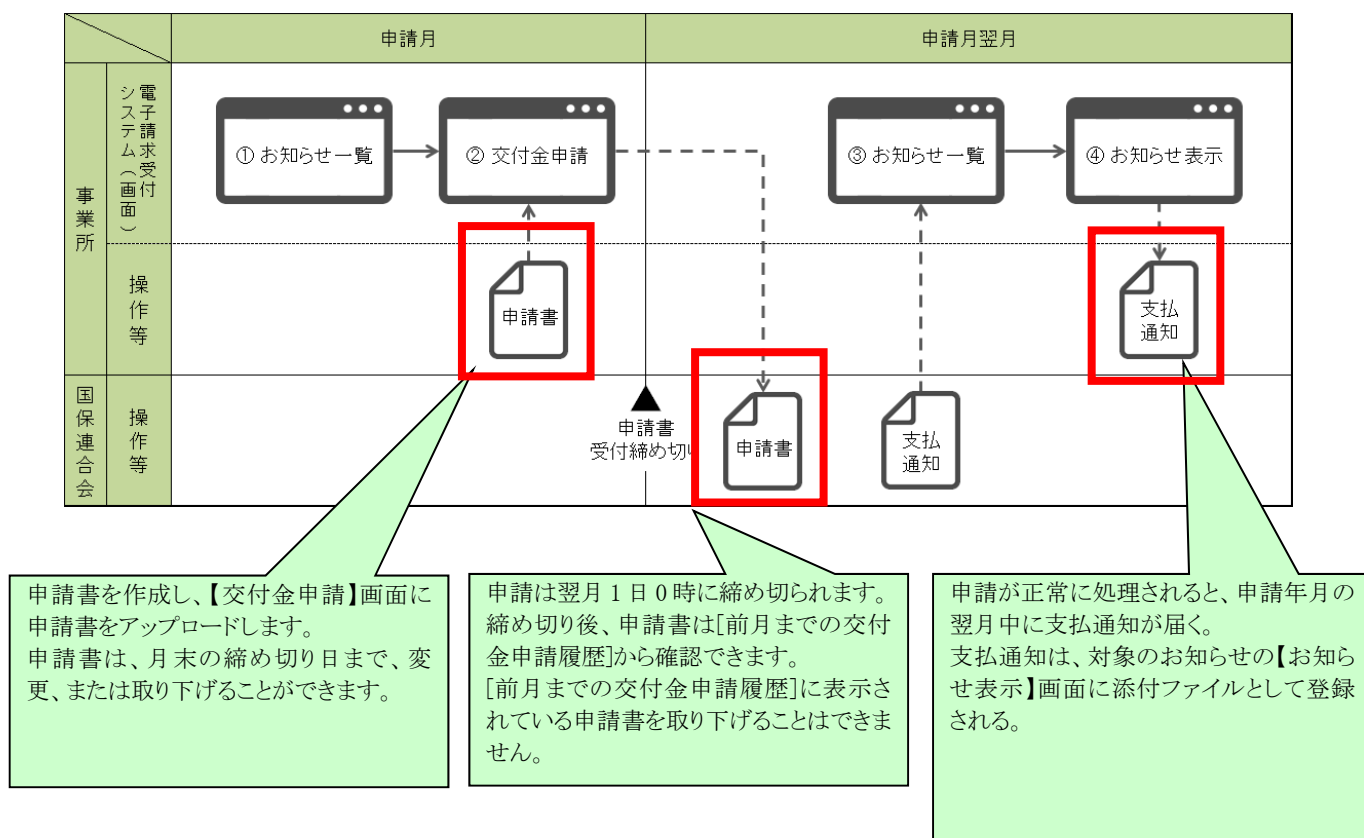 申請月
申請月翌月
事業所
電子請求受付
システム(画面)
① お知らせ一覧
② 交付金申請
③ お知らせ一覧
④ お知らせ表示
操作等
申請書
支払
通知
国保連合会
操作等
申請書
受付締め切り
申請書
支払
通知
申請書を作成し、【交付金申請】画面に
申請書をアップロードします。
申請書は、月末の締め切り日まで、変
更、または取り下げることができます。
申請は翌月1日0時に締め切られます。
締め切り後、申請書は[前月までの交付
金申請履歴]から確認できます。
[前月までの交付金申請履歴]に表示さ
れている申請書を取り下げることはできま
せん。
申請が正常に処理されると、申請年月の
翌月中に支払通知が届く。
支払通知は、対象のお知らせの【お知ら
せ表示】画面に添付ファイルとして登録
される。